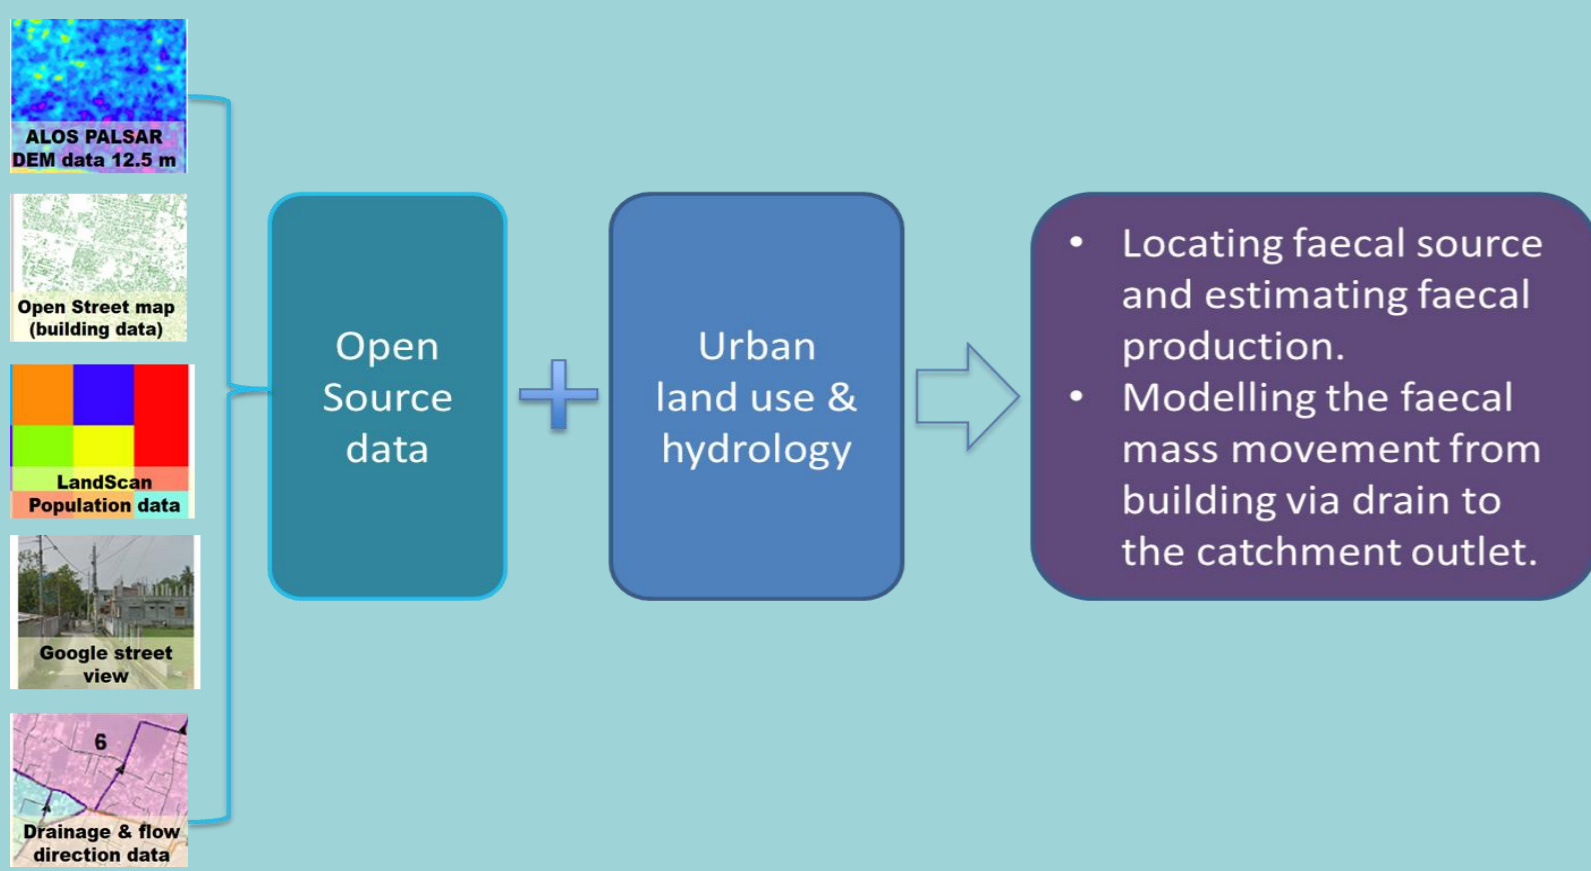 ALOS PALSAR
DEM data 12.5 m
Open Street map
(building data)
LandScan
Population data
Google street
view
6
Drainage & flow
direction data
Open
Source
data
Urban
land use &
hydrology
• Locating faecal source
and estimating faecal
production.
• Modelling the faecal
mass movement from
building via drain to
the catchment outlet.